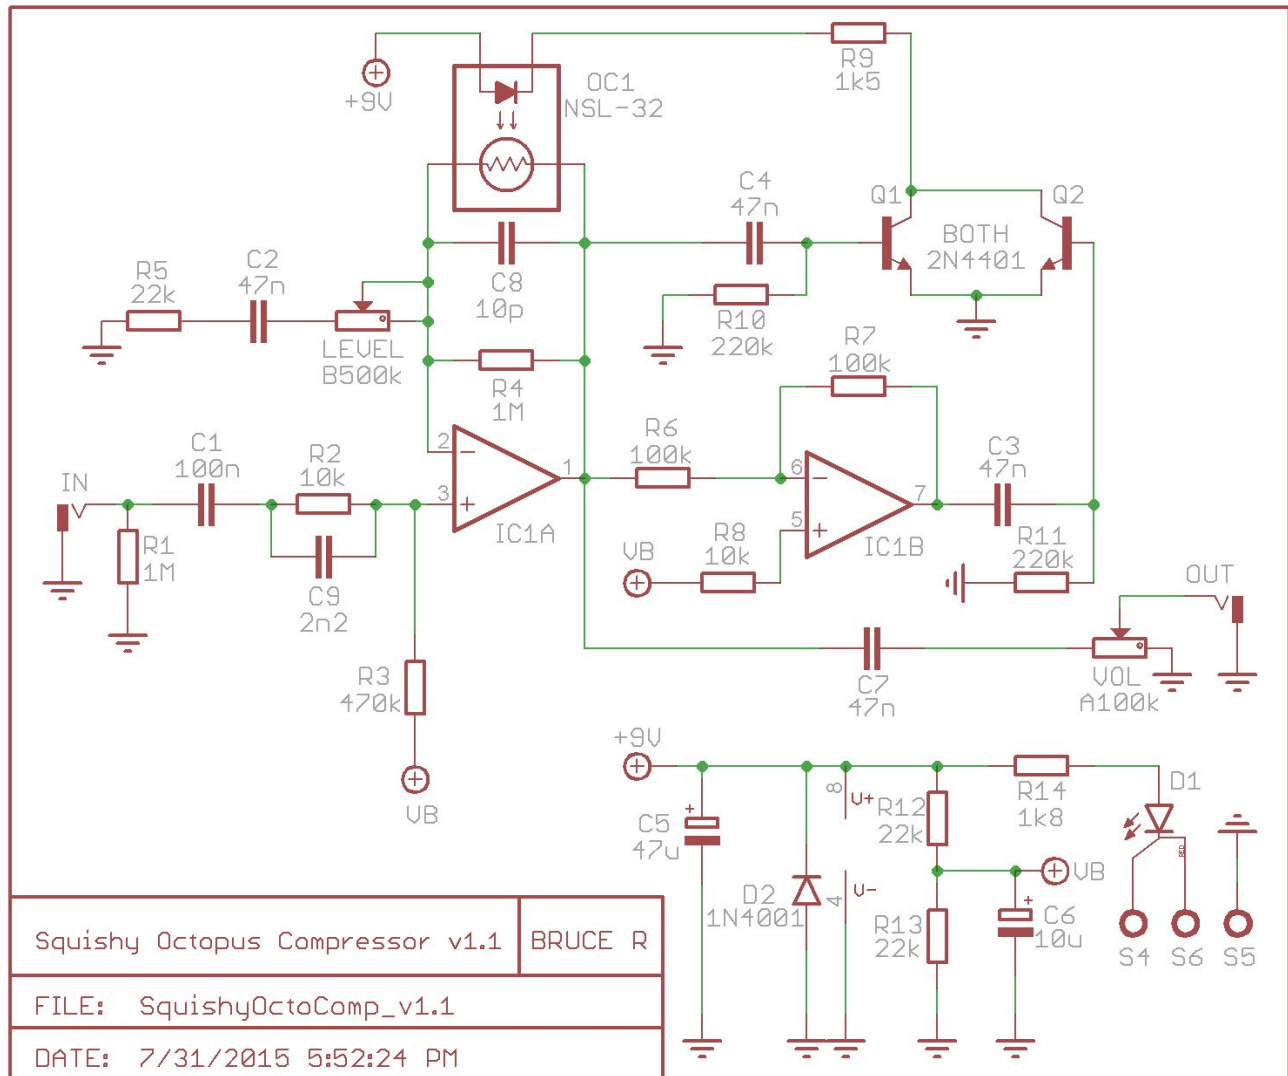 +9V
OC1
NSL-32
R9
1k5
C4
47n
Q1
Q2
BOTH
2N4401
R5
22k
C2
47n
C8
10p
LEVEL
B500k
R10
220k
R7
100k
R4
1M
R6
100k
C3
47n
C1
100n
R2
10k
IN
2
−
3
+
1
IC1A
6
−
5
+
7
IC1B
R1
1M
C9
2n2
VB
R8
10k
R11
220k
OUT
R3
470k
VB
C7
47n
VOL
A100k
+9V
C5
47u
+
8
V+
V-
4
D2
1N4001
R12
22k
R13
22k
R14
1k8
D1
RED
VB
+
C6
10u
S4
S6
S5
Squishy Octopus Compressor v1.1
BRUCE R
FILE: SquishyOctoComp_v1.1
DATE: 7/31/2015 5:52:24 PM